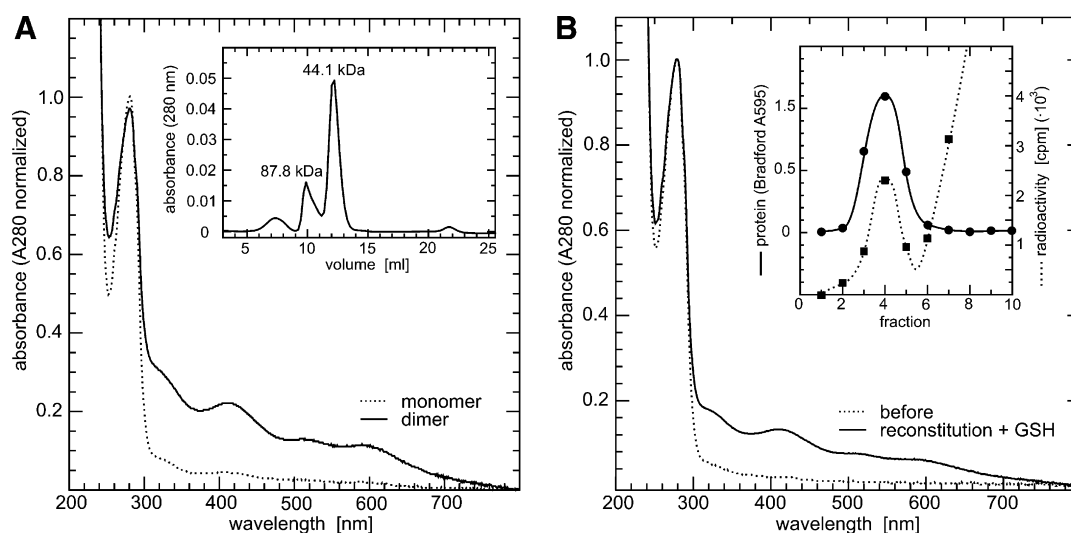 A
absorbance (A280 normalized)
1.0
0.8
0.6
0.4
0.2
200 300 400 500 600 700
wavelength [nm]
monomer
dimer
absorbance (280 nm)
0.05
0.04
0.03
0.02
0.01
0
5 10 15 20 25
volume [ml]
87.8 kDa
44.1 kDa
B
absorbance (A280 normalized)
1.0
0.8
0.6
0.4
0.2
200 300 400 500 600 700
wavelength [nm]
before
reconstitution + GSH
protein (Bradford A595)
1.5
0.5
0
0 2 4 6 8 10
fraction
4
3
2
1
radioactivity [cpm] (·10³)